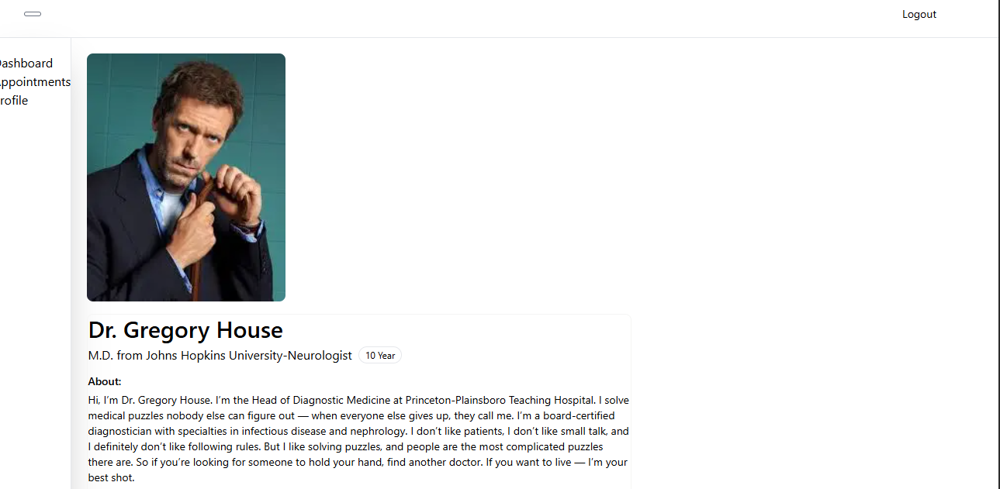 Logout
ashboard
ppointments
rofile
Dr. Gregory House
M.D. from Johns Hopkins University-Neurologist 10 Year
About:
Hi, I’m Dr. Gregory House. I’m the Head of Diagnostic Medicine at Princeton-Plainsboro Teaching Hospital. I solve
medical puzzles nobody else can figure out — when everyone else gives up, they call me. I’m a board-certified
diagnostician with specialties in infectious disease and nephrology. I don’t like patients, I don’t like small talk, and
I definitely don’t like following rules. But I like solving puzzles, and people are the most complicated puzzles
there are. So if you’re looking for someone to hold your hand, find another doctor. If you want to live — I’m your
best shot.